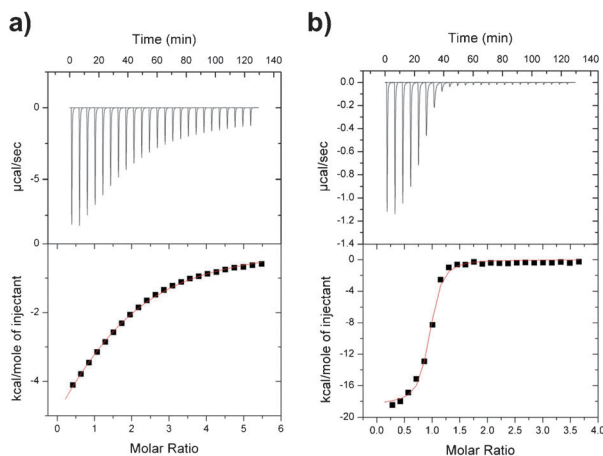 a)
Time (min)
0 20 40 60 80 100 120 140
0
-5
0
µcal/sec
-2
-4
kcal/mole of injectant
0 1 2 3 4 5 6
Molar Ratio
b)
Time (min)
0 20 40 60 80 100 120 140
0.0
-0.2
-0.4
-0.6
-0.8
-1.0
-1.2
-1.4
µcal/sec
0
-4
-8
-12
-16
-20
kcal/mole of injectant
0.0 0.5 1.0 1.5 2.0 2.5 3.0 3.5 4.0
Molar Ratio